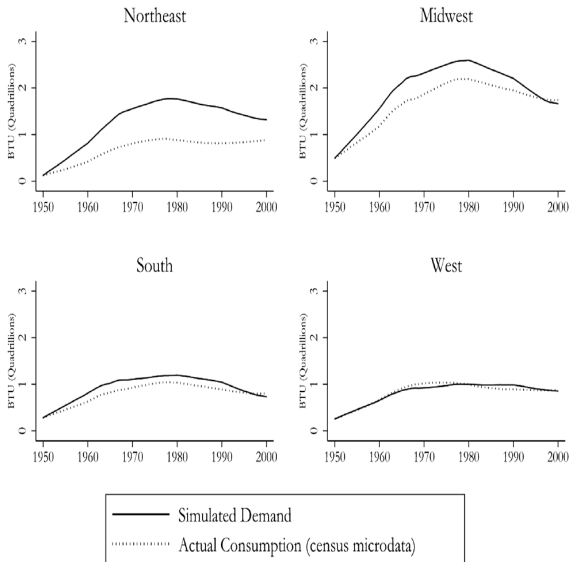 Northeast
BTU (Quadrillions)
3
2
1
0
1950 1960 1970 1980 1990 2000
Midwest
BTU (Quadrillions)
3
2
1
0
1950 1960 1970 1980 1990 2000
South
BTU (Quadrillions)
3
2
1
0
1950 1960 1970 1980 1990 2000
West
BTU (Quadrillions)
3
2
1
0
1950 1960 1970 1980 1990 2000
Simulated Demand
Actual Consumption (census microdata)